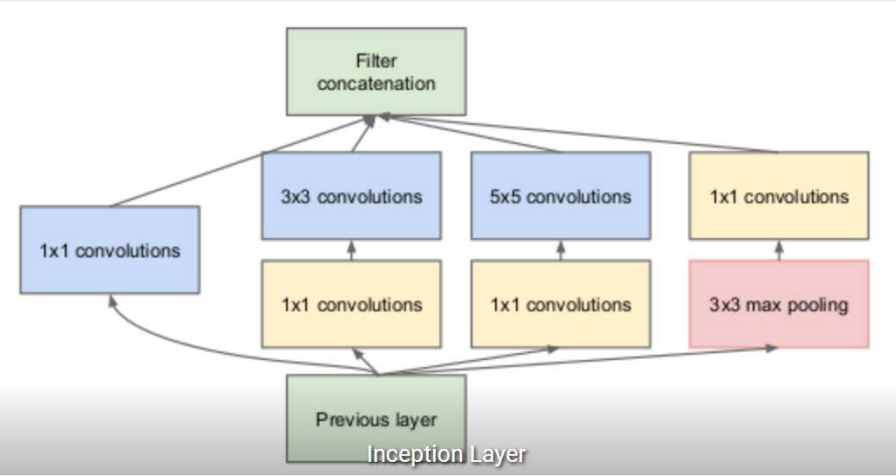 Filter
concatenation
3x3 convolutions
5x5 convolutions
1x1 convolutions
1x1 convolutions
1x1 convolutions
1x1 convolutions
3x3 max pooling
Previous layer
Inception Layer